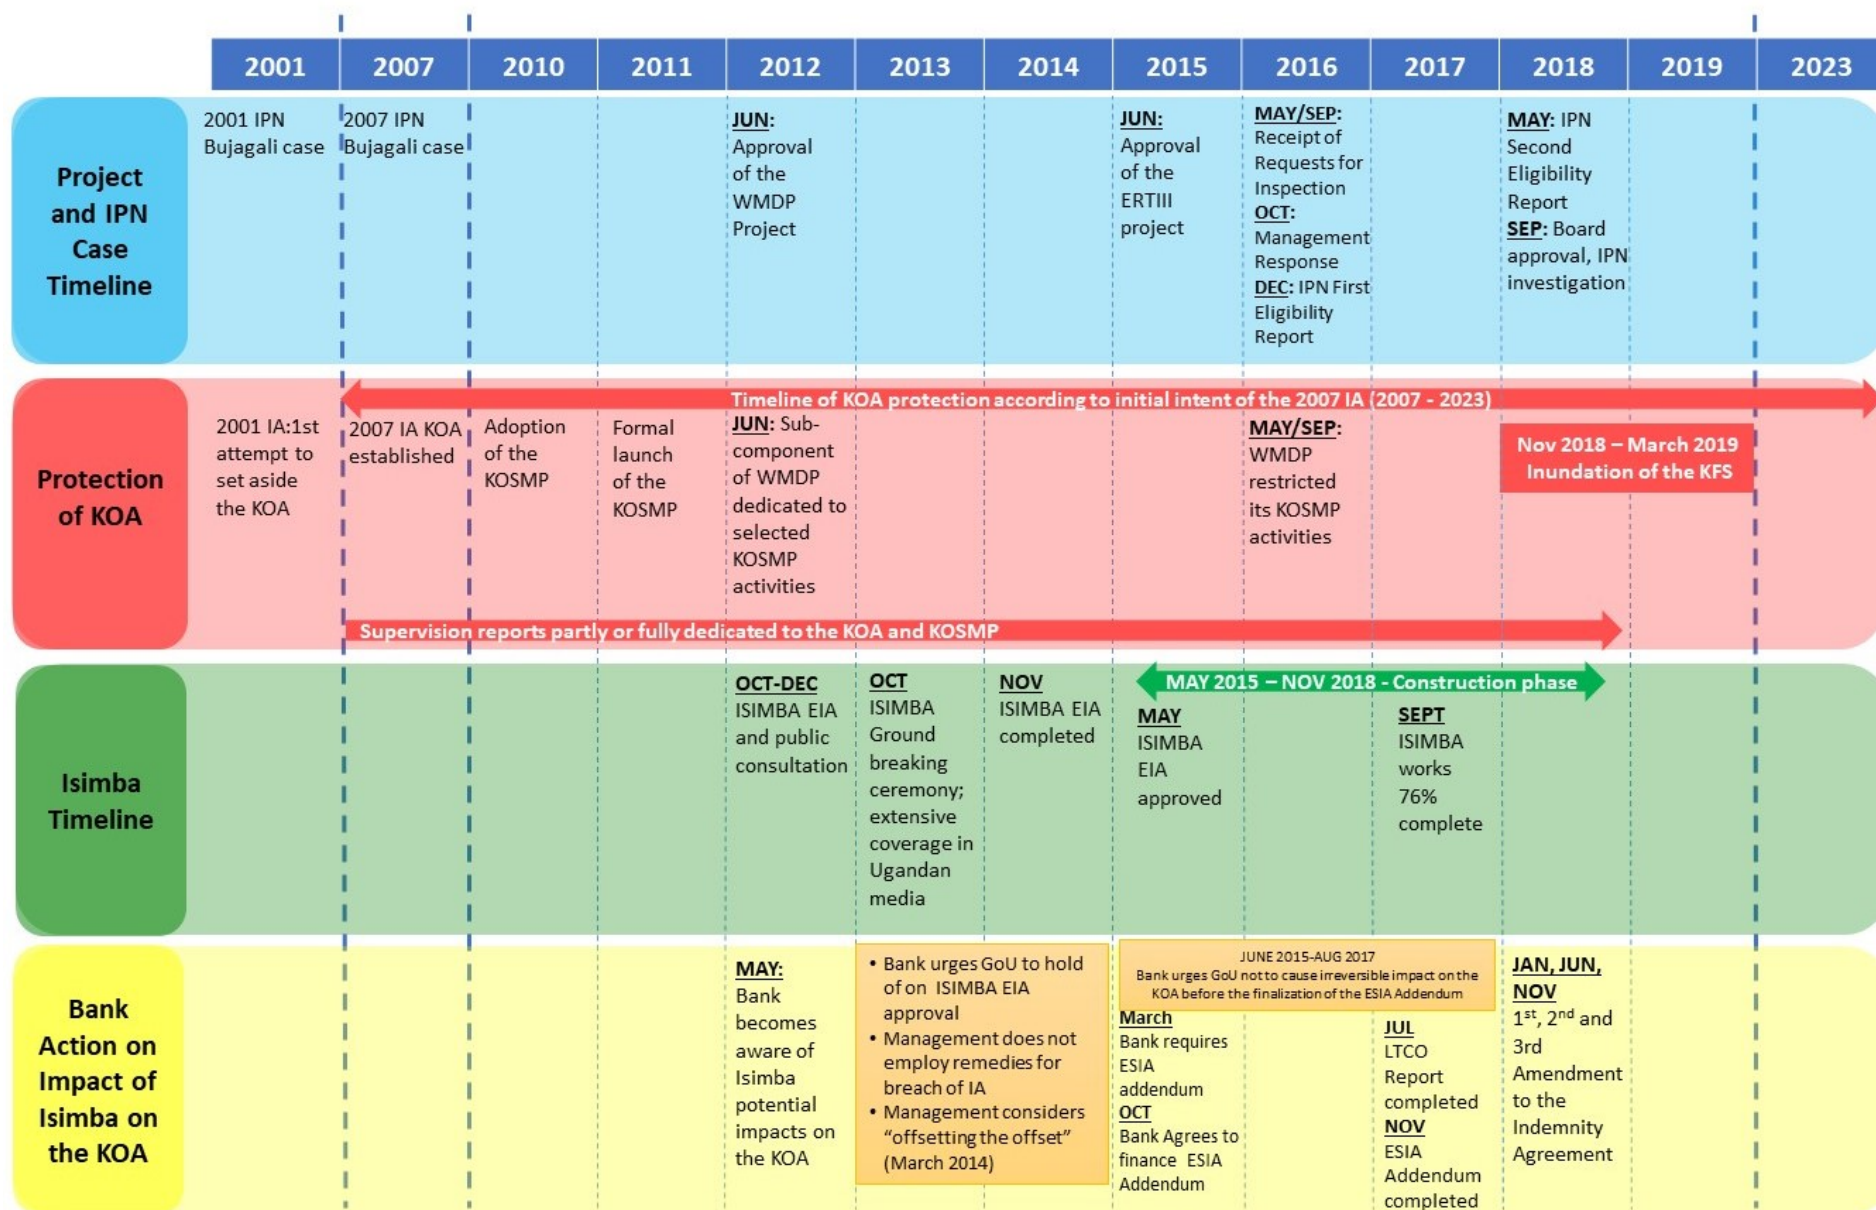 2001 2007 2010 2011 2012 2013 2014 2015 2016 2017 2018 2019 2023
Project
and IPN
Case
Timeline
2001 IPN
Bujagali case
2007 IPN
Bujagali case
JUN:
Approval
of the
WMDP
Project
JUN:
Approval
of the
ERTIII
project
MAY/SEP:
Receipt of
Requests for
Inspection
OCT:
Management
Response
DEC: IPN First
Eligibility
Report
MAY: IPN
Second
Eligibility
Report
SEP: Board
approval, IPN
investigation
Protection
of KOA
Timeline of KOA protection according to initial intent of the 2007 IA (2007 - 2023)
2001 IA:1st
attempt to
set aside
the KOA
2007 IA KOA
established
Adoption
of the
KOSMP
Formal
launch
of the
KOSMP
JUN: Sub-
component
of WMDP
dedicated to
selected
KOSMP
activities
MAY/SEP:
WMDP
restricted
its KOSMP
activities
Nov 2018 – March 2019
Inundation of the KFS
Supervision reports partly or fully dedicated to the KOA and KOSMP
Isimba
Timeline
OCT-DEC
ISIMBA EIA
and public
consultation
OCT
ISIMBA
Ground
breaking
ceremony;
extensive
coverage in
Ugandan
media
NOV
ISIMBA EIA
completed
MAY 2015 – NOV 2018 - Construction phase
MAY
ISIMBA
EIA
approved
SEPT
ISIMBA
works
76%
complete
Bank
Action on
Impact of
Isimba on
the KOA
MAY:
Bank
becomes
aware of
Isimba
potential
impacts on
the KOA
• Bank urges GoU to hold
of on ISIMBA EIA
approval
• Management does not
employ remedies for
breach of IA
• Management considers
“offsetting the offset”
(March 2014)
JUNE 2015-AUG 2017
Bank urges GoU not to cause irreversible impact on the
KOA before the finalization of the ESIA Addendum
March
Bank requires
ESIA
addendum
OCT
Bank Agrees to
finance ESIA
Addendum
JUL
LTCO
Report
completed
NOV
ESIA
Addendum
completed
JAN, JUN,
NOV
1st, 2nd and
3rd
Amendment
to the
Indemnity
Agreement